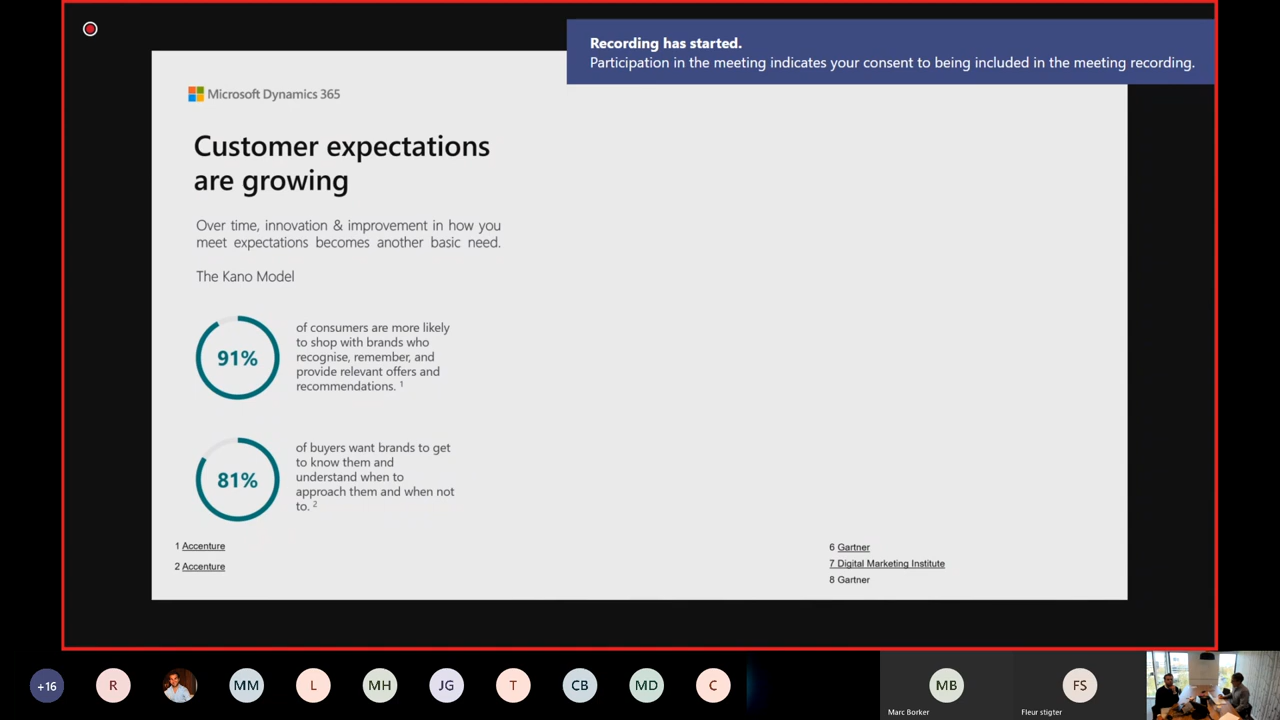 Recording has started.
Participation in the meeting indicates your consent to being included in the meeting recording.
Microsoft Dynamics 365
Customer expectations
are growing
Over time, innovation & improvement in how you
meet expectations becomes another basic need.
The Kano Model
91%
of consumers are more likely
to shop with brands who
recognise, remember, and
provide relevant offers and
recommendations. 1
81%
of buyers want brands to get
to know them and
understand when to
approach them and when not
to. 2
1 Accenture
2 Accenture
6 Gartner
7 Digital Marketing Institute
8 Gartner
+16
R
MM
L
MH
JG
T
CB
MD
C
MB
Marc Borker
FS
Fleur stigter